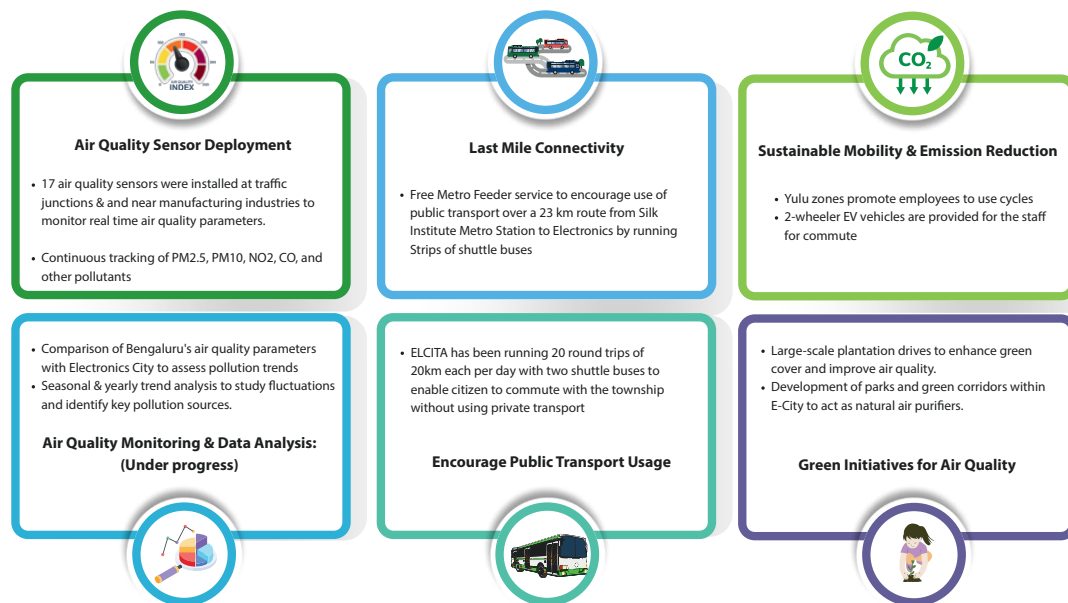 AIR QUALITY
INDEX
Air Quality Sensor Deployment
• 17 air quality sensors were installed at traffic
junctions & and near manufacturing industries to
monitor real time air quality parameters.
• Continuous tracking of PM2.5, PM10, NO2, CO, and
other pollutants
Last Mile Connectivity
• Free Metro Feeder service to encourage use of
public transport over a 23 km route from Silk
Institute Metro Station to Electronics by running
Strips of shuttle buses
CO2
Sustainable Mobility & Emission Reduction
• Yulu zones promote employees to use cycles
• 2-wheeler EV vehicles are provided for the staff
for commute
• Comparison of Bengaluru's air quality parameters
with Electronics City to assess pollution trends
• Seasonal & yearly trend analysis to study fluctuations
and identify key pollution sources.
Air Quality Monitoring & Data Analysis:
(Under progress)
• ELCITA has been running 20 round trips of
20km each per day with two shuttle buses to
enable citizen to commute with the township
without using private transport
Encourage Public Transport Usage
• Large-scale plantation drives to enhance green
cover and improve air quality.
• Development of parks and green corridors within
E-City to act as natural air purifiers.
Green Initiatives for Air Quality